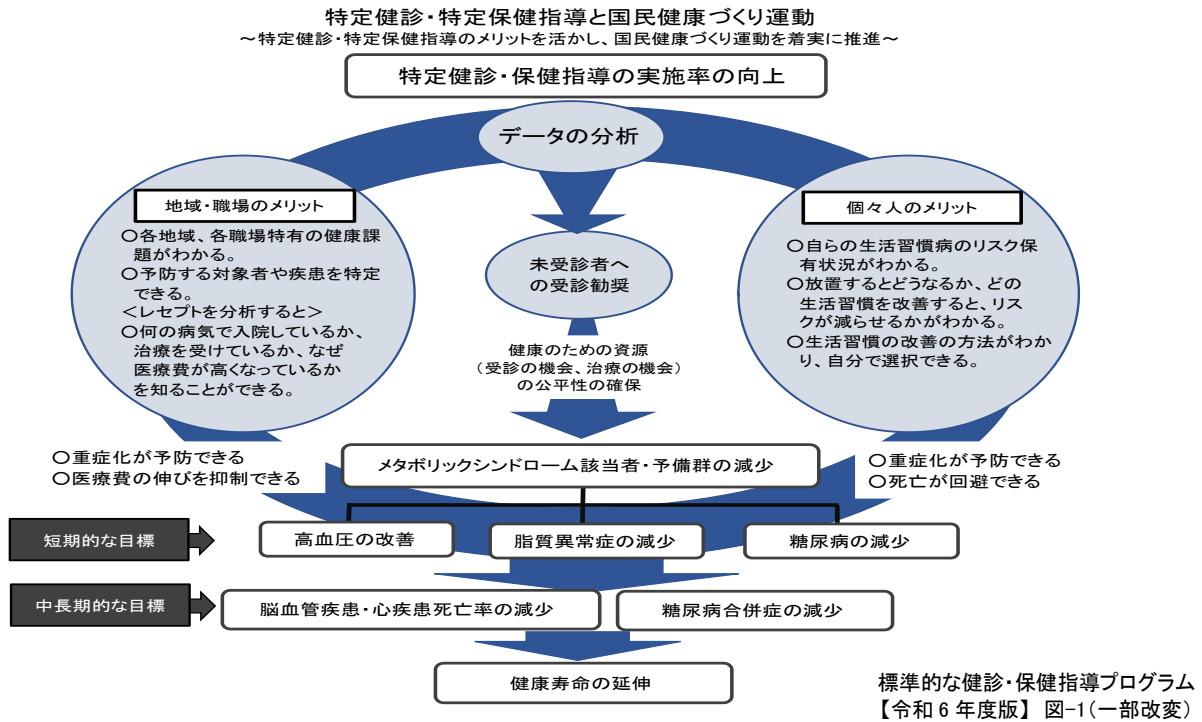 特定健診・特定保健指導と国民健康づくり運動
～特定健診・特定保健指導のメリットを活かし、国民健康づくり運動を着実に推進～
特定健診・保健指導の実施率の向上
データの分析
地域・職場のメリット
○各地域、各職場特有の健康課
題がわかる。
○予防する対象者や疾患を特定
できる。
＜レセプトを分析すると＞
○何の病気で入院しているか、
治療を受けているか、なぜ
医療費が高くなっているか
を知ることができる。
未受診者へ
の受診勧奨
個々人のメリット
○自らの生活習慣病のリスク保
有状況がわかる。
○放置するとどうなるか、どの
生活習慣を改善すると、リス
クが減らせるかがわかる。
○生活習慣の改善の方法がわか
り、自分で選択できる。
健康のための資源
（受診の機会、治療の機会）
の公平性の確保
○重症化が予防できる
○医療費の伸びを抑制できる
メタボリックシンドローム該当者・予備群の減少
○重症化が予防できる
○死亡が回避できる
短期的な目標
高血圧の改善
脂質異常症の減少
糖尿病の減少
中長期的な目標
脳血管疾患・心疾患死亡率の減少
糖尿病合併症の減少
健康寿命の延伸
標準的な健診・保健指導プログラム
【令和6年度版】 図-1（一部改変）